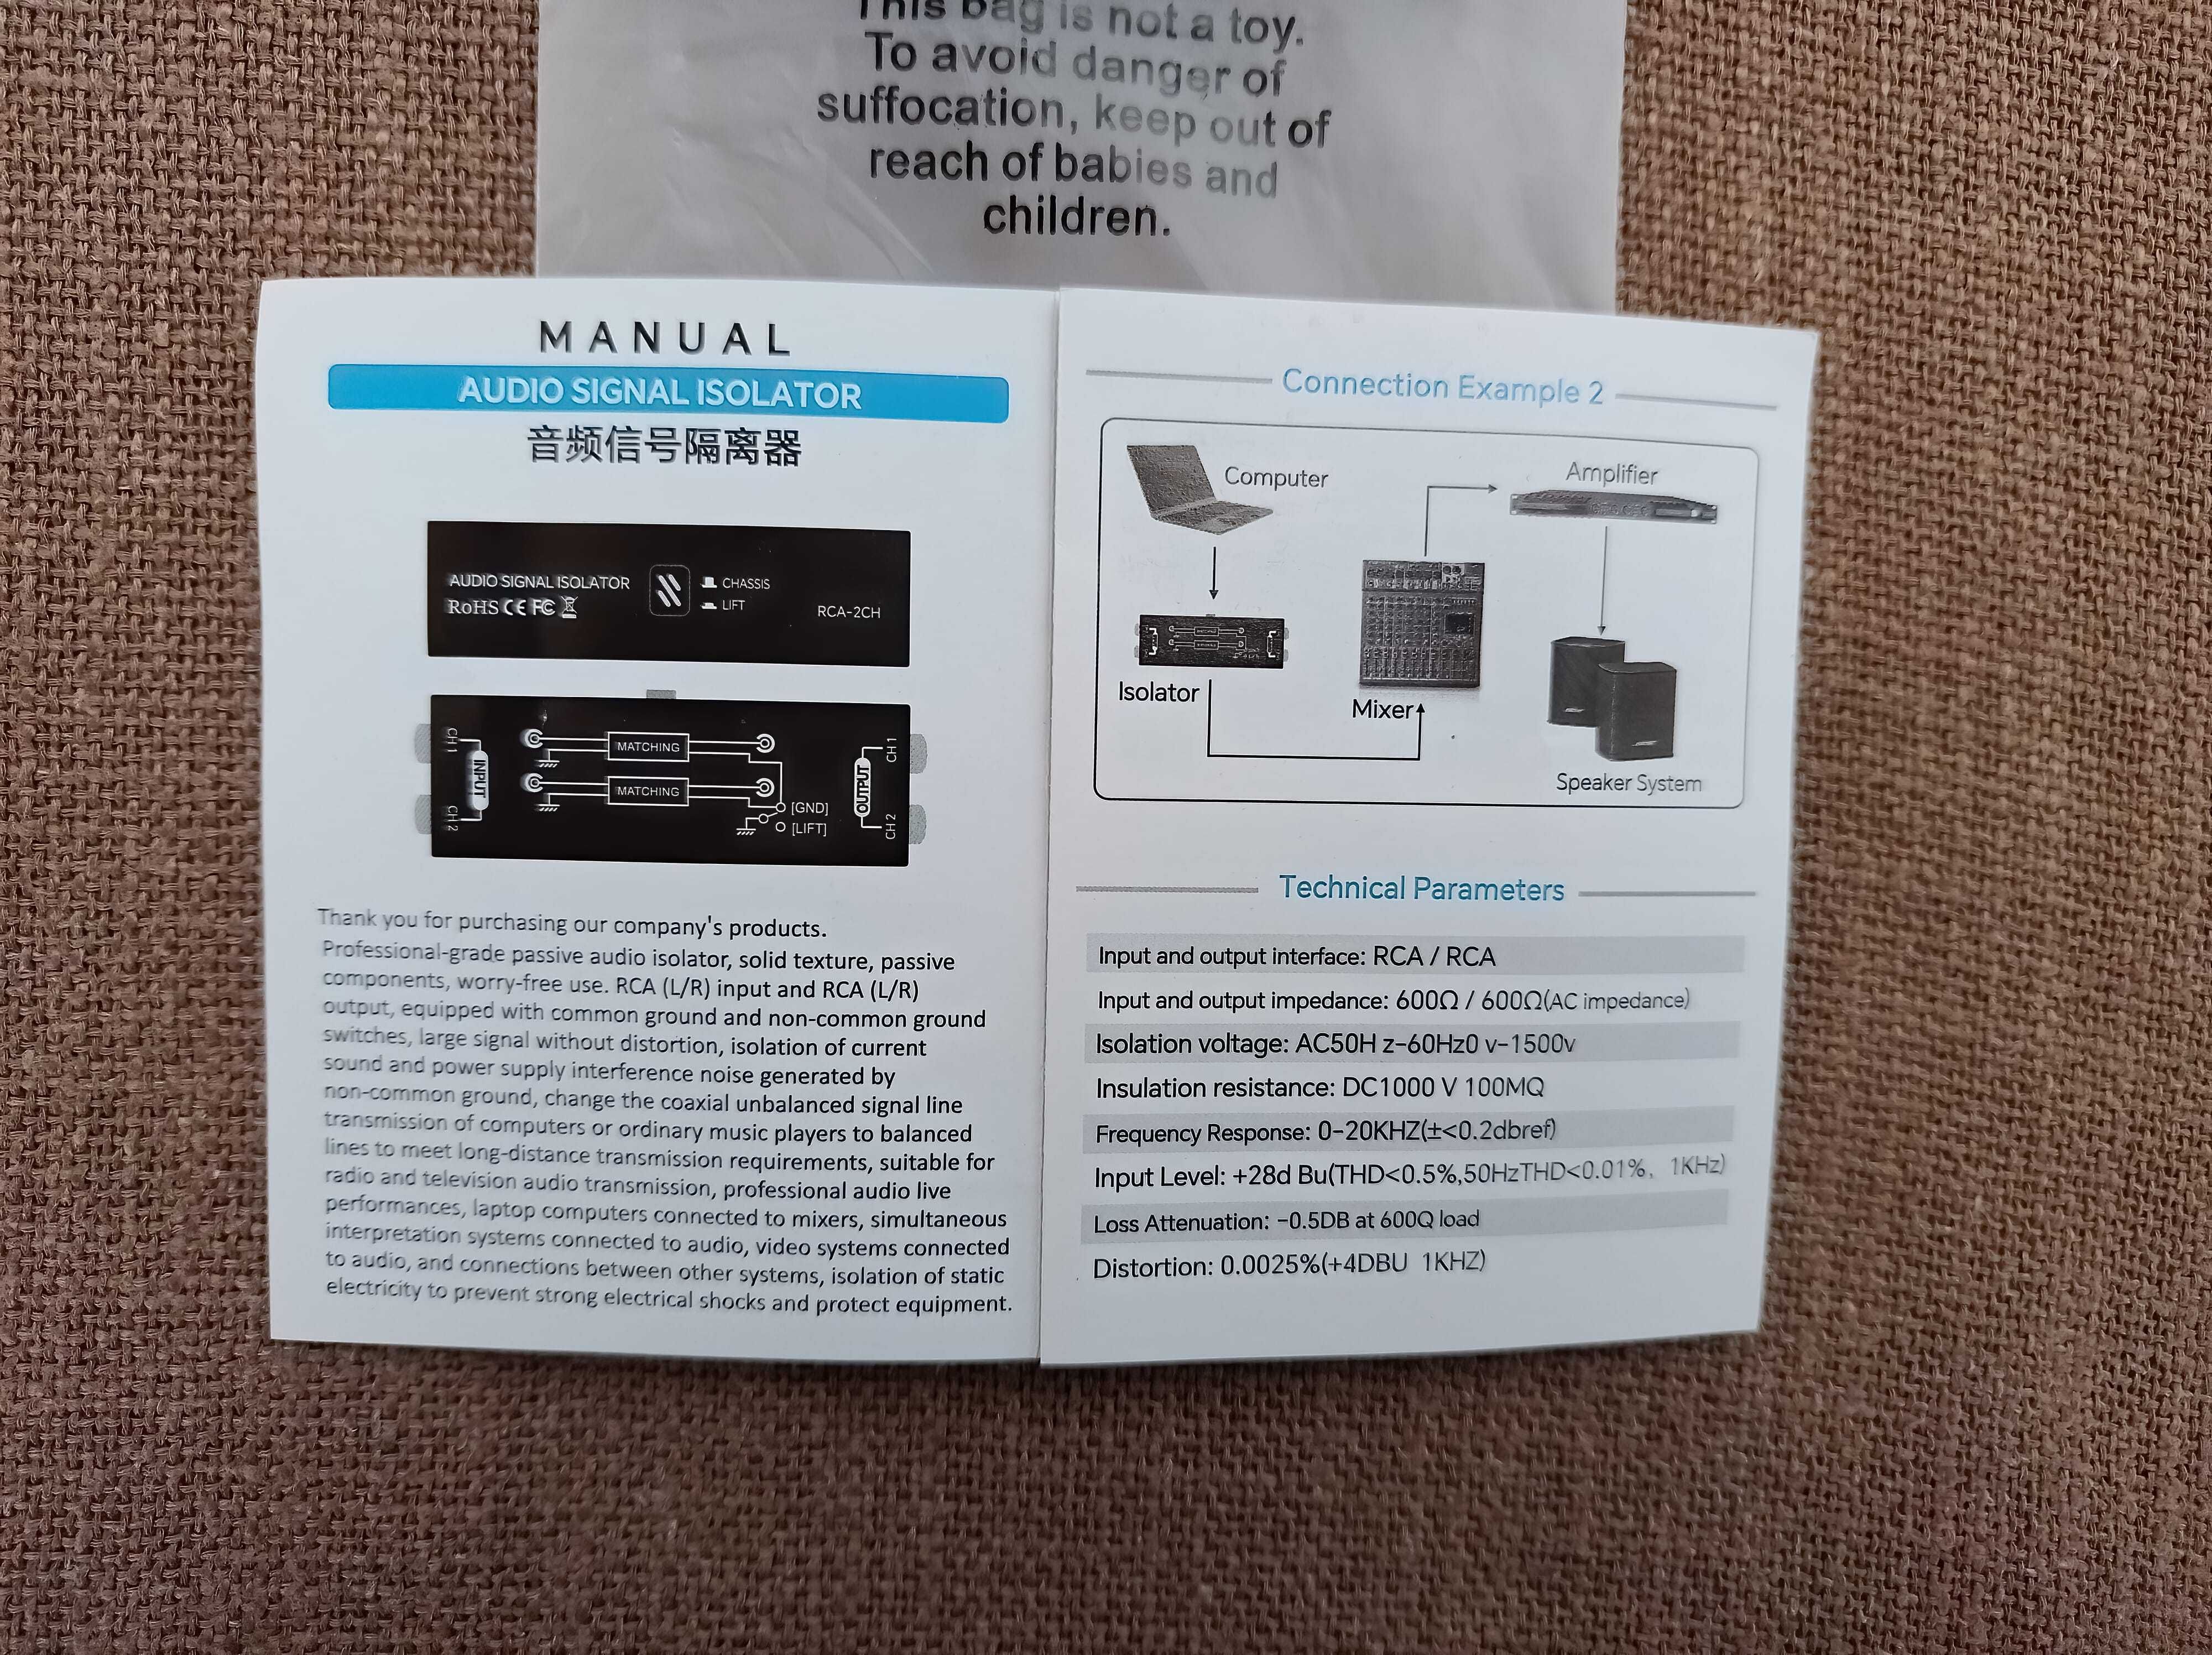 This bag is not a toy.
To avoid danger of
suffocation, keep out of
reach of babies and
children.
MANUAL
AUDIO SIGNAL ISOLATOR
音频信号隔离器
AUDIO SIGNAL ISOLATOR
RoHS CE FC
CHASSIS
LIFT
RCA-2CH
CH 1
INPUT
CH 2
MATCHING
MATCHING
[GND]
[LIFT]
OUTPUT
CH 1
CH 2
Thank you for purchasing our company's products.
Professional-grade passive audio isolator, solid texture, passive
components, worry-free use. RCA (L/R) input and RCA (L/R)
output, equipped with common ground and non-common ground
switches, large signal without distortion, isolation of current
sound and power supply interference noise generated by
non-common ground, change the coaxial unbalanced signal line
transmission of computers or ordinary music players to balanced
lines to meet long-distance transmission requirements, suitable for
radio and television audio transmission, professional audio live
performances, laptop computers connected to mixers, simultaneous
interpretation systems connected to audio, video systems connected
to audio, and connections between other systems, isolation of static
electricity to prevent strong electrical shocks and protect equipment.
Connection Example 2
Computer
Amplifier
Isolator
Mixer
Speaker System
Technical Parameters
Input and output interface: RCA / RCA
Input and output impedance: 600Ω / 600Ω(AC impedance)
Isolation voltage: AC50H z-60Hz0 v-1500v
Insulation resistance: DC1000 V 100MQ
Frequency Response: 0-20KHZ(±<0.2dbref)
Input Level: +28d Bu(THD<0.5%,50HzTHD<0.01%, 1KHz)
Loss Attenuation: -0.5DB at 600Q load
Distortion: 0.0025%(+4DBU 1KHZ)